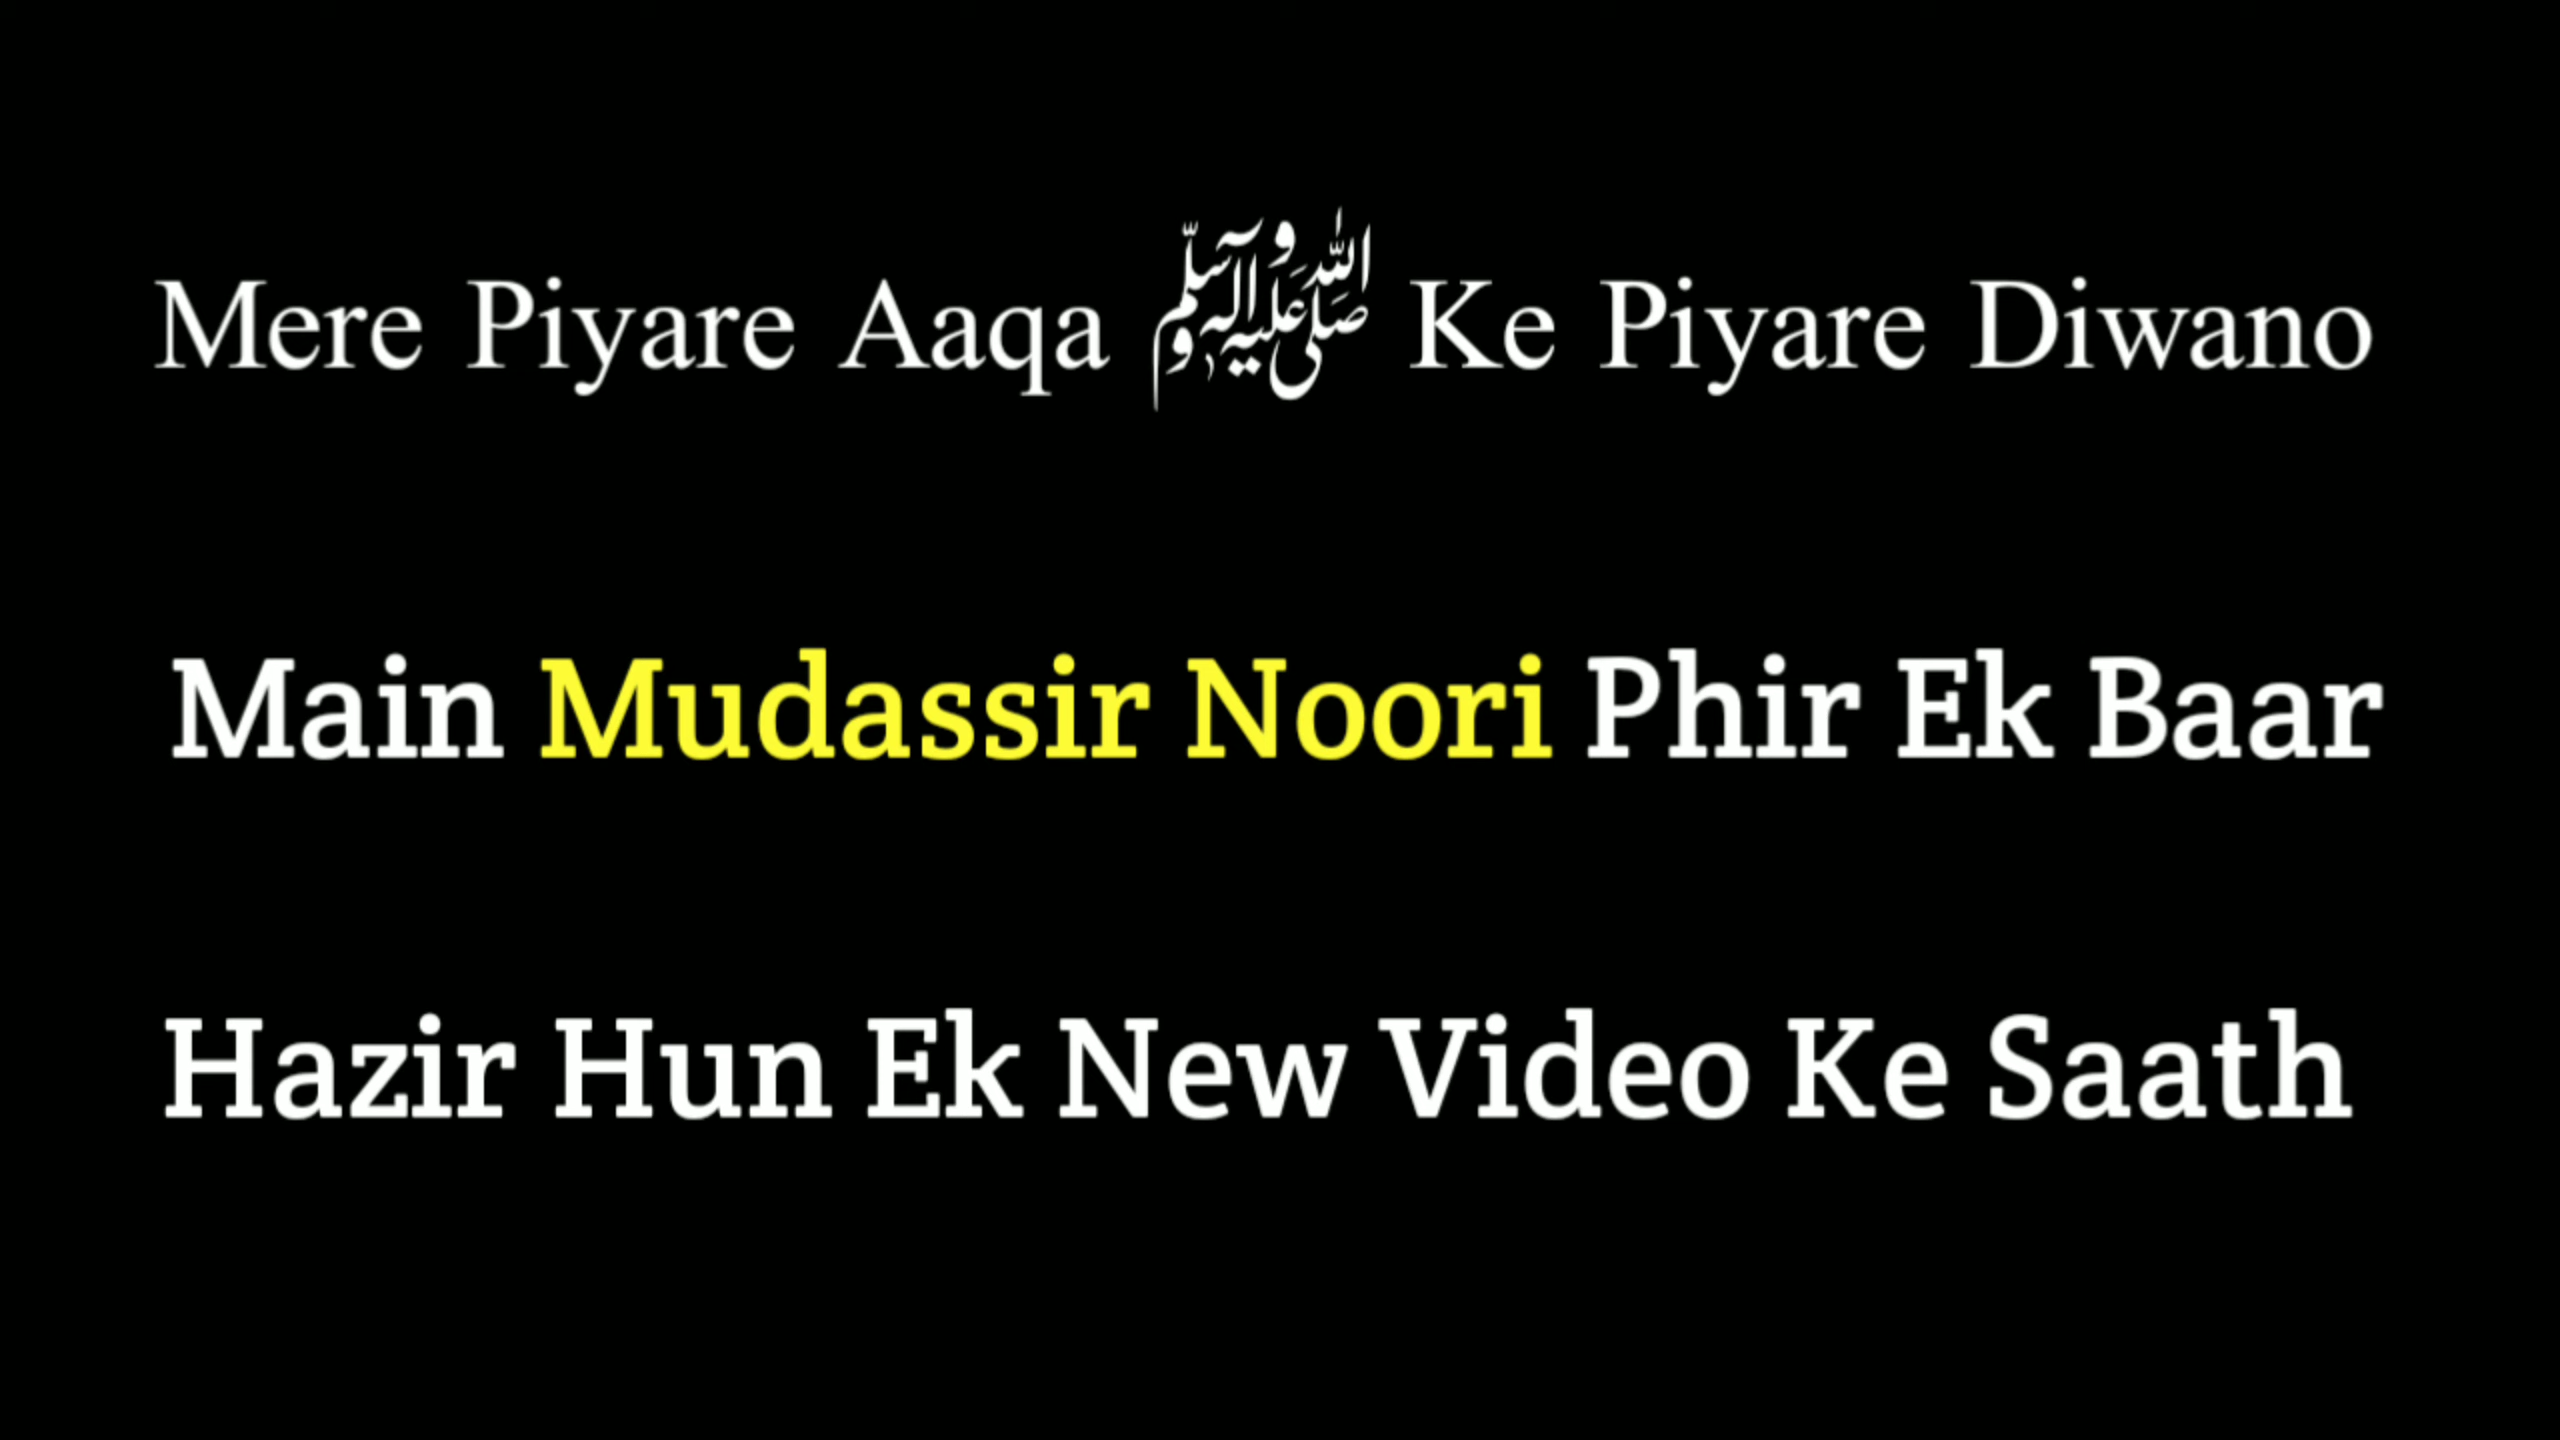 Mere Piyare Aaqa ﷺ Ke Piyare Diwano
Main Mudassir Noori Phir Ek Baar
Hazir Hun Ek New Video Ke Saath